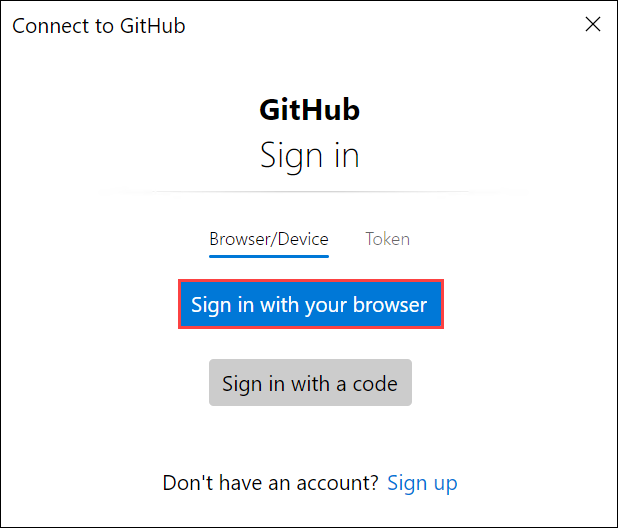 Connect to GitHub
GitHub
Sign in
Browser/Device Token
Sign in with your browser
Sign in with a code
Don't have an account? Sign up